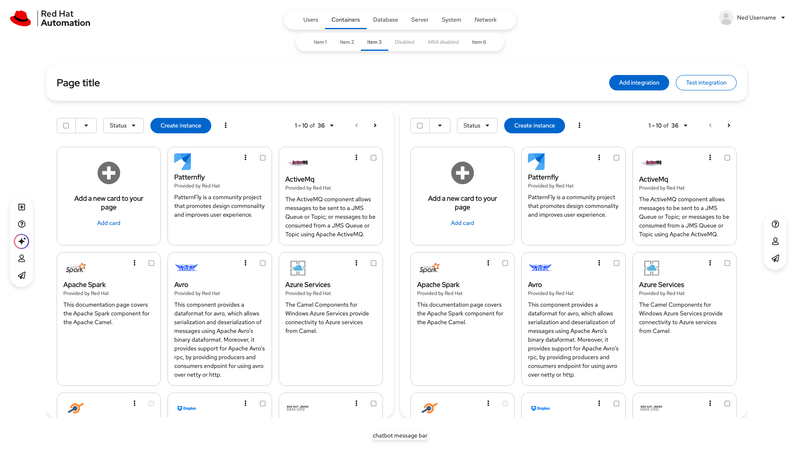 Red Hat
Automation
Users Containers Database Server System Network
Ned Username
Item 1 Item 2 Item 3 Disabled ARIA disabled Item 6
Page title
Add integration Test integration
Status Create instance 1 - 10 of 36
Add a new card to your
page
Add card
Patternfly
Provided by Red Hat
PatternFly is a community project
that promotes design commonality
and improves user experience.
ActiveMQ
ActiveMq
Provided by Red Hat
The ActiveMQ component allows
messages to be sent to a JMS
Queue or Topic; or messages to be
consumed from a JMS Queue or
Topic using Apache ActiveMQ.
Spark
Apache Spark
Provided by Red Hat
This documentation page covers
the Apache Spark component for
the Apache Camel.
Avro
Provided by Red Hat
This component provides a
dataformat for avro, which allows
serialization and deserialization of
messages using Apache Avro's
binary dataformat. Moreover, it
provides support for Apache Avro's
rpc, by providing producers and
consumers endpoint for using avro
over netty or http.
Azure Services
Provided by Red Hat
The Camel Components for
Windows Azure Services provide
connectivity to Azure services
from Camel.
Dropbox
RED HAT JBOSS
DATA GRID
Status Create instance 1 - 10 of 36
Add a new card to your
page
Add card
Patternfly
Provided by Red Hat
PatternFly is a community project
that promotes design commonality
and improves user experience.
ActiveMQ
ActiveMq
Provided by Red Hat
The ActiveMQ component allows
messages to be sent to a JMS
Queue or Topic; or messages to be
consumed from a JMS Queue or
Topic using Apache ActiveMQ.
Spark
Apache Spark
Provided by Red Hat
This documentation page covers
the Apache Spark component for
the Apache Camel.
Avro
Provided by Red Hat
This component provides a
dataformat for avro, which allows
serialization and deserialization of
messages using Apache Avro's
binary dataformat. Moreover, it
provides support for Apache Avro's
rpc, by providing producers and
consumers endpoint for using avro
over netty or http.
Azure Services
Provided by Red Hat
The Camel Components for
Windows Azure Services provide
connectivity to Azure services
from Camel.
Dropbox
RED HAT JBOSS
DATA GRID
chatbot message bar